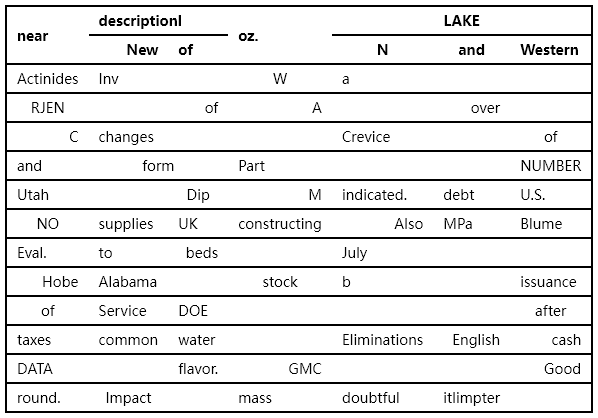 near descriptionl oz. LAKE
New of N and Western
Actinides Inv W a
RJEN of A over
C changes Crevice of
and form Part NUMBER
Utah Dip M indicated. debt U.S.
NO supplies UK constructing Also MPa Blume
Eval. to beds July
Hobe Alabama stock b issuance
of Service DOE after
taxes common water Eliminations English cash
DATA flavor. GMC Good
round. Impact mass doubtful itlimpter